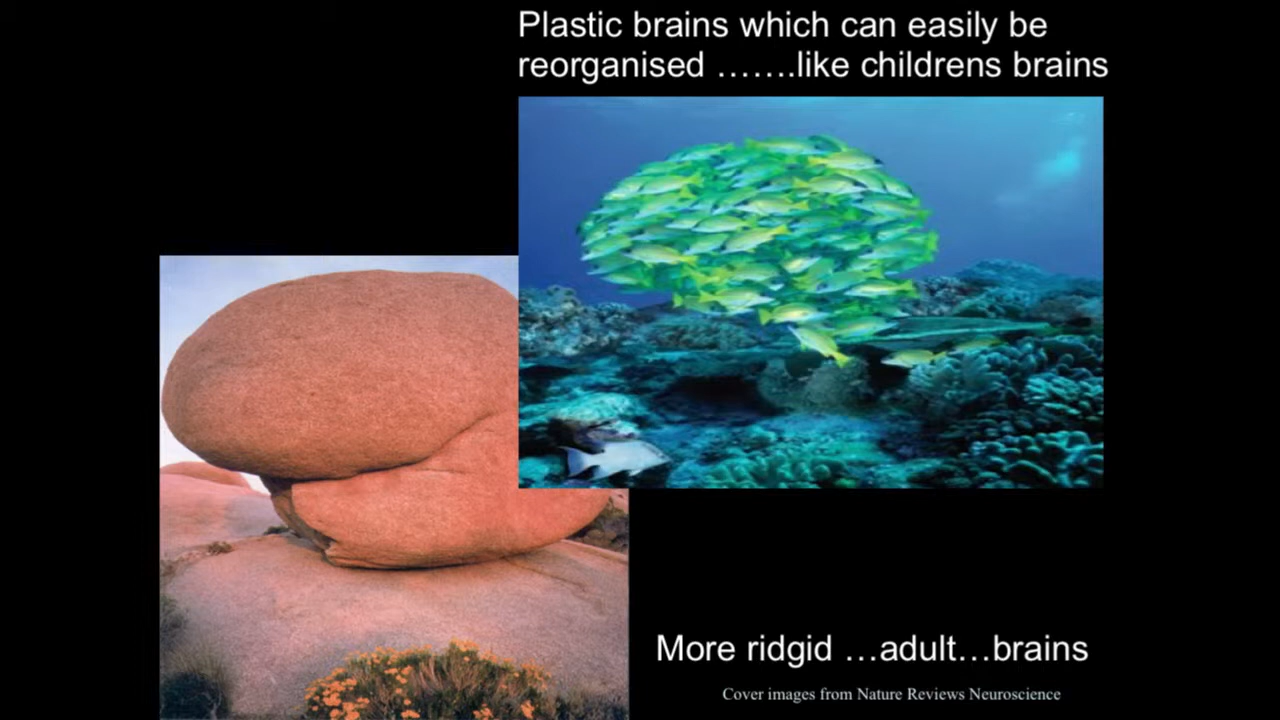 Plastic brains which can easily be
reorganised …….like childrens brains
More ridgid …adult…brains
Cover images from Nature Reviews Neuroscience